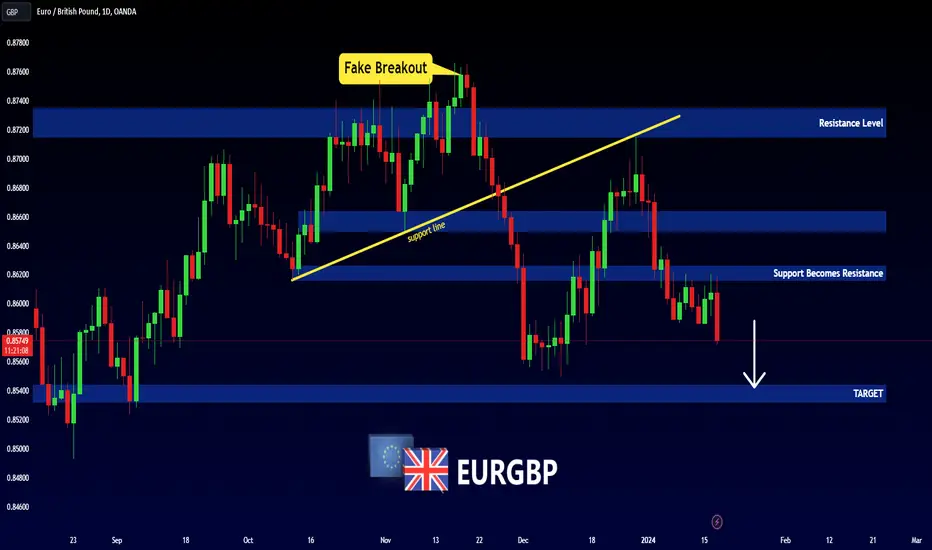 GBP
Euro / British Pound, 1D, OANDA
0.87800
Fake Breakout
0.87600
0.87400
0.87200
Resistance Level
0.87000
0.86800
0.86600
support line
0.86400
0.86200
Support Becomes Resistance
0.86000
0.85800
0.85749
11:21:08
0.85600
0.85400
TARGET
0.85200
0.85000
EURGBP
0.84800
0.84600
23 Sep 18 Oct 16 Nov 13 22 Dec 18 2024 15 Feb 12 21 Mar